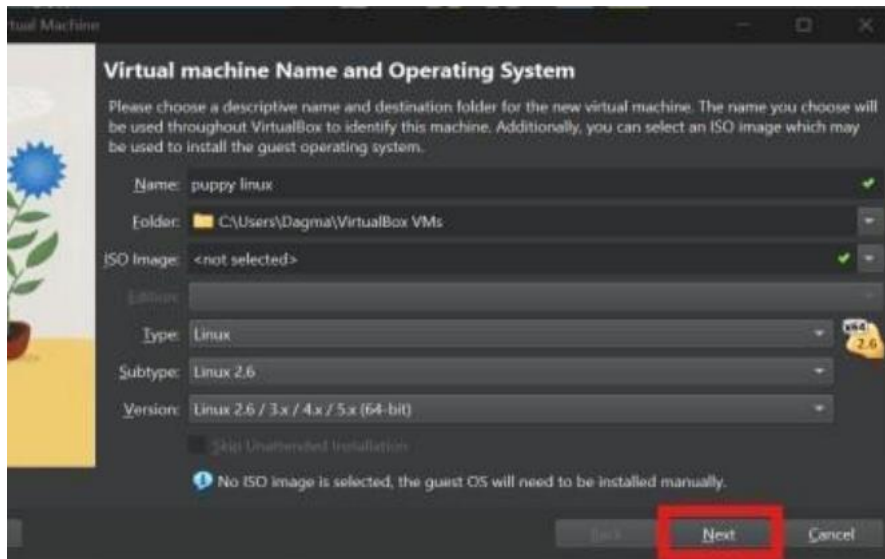 tual Machine
Virtual machine Name and Operating System
Please choose a descriptive name and destination folder for the new virtual machine. The name you choose will
be used throughout VirtualBox to identify this machine. Additionally, you can select an ISO image which may
be used to install the guest operating system.
Name: puppy linux
Folder: C:\Users\Dagma\VirtualBox VMs
ISO Image: <not selected>
Edition:
Type: Linux
x64
2.6
Subtype: Linux 2.6
Version: Linux 2.6 / 3.x / 4.x / 5.x (64-bit)
Skip Unattended Installation
No ISO image is selected, the guest OS will need to be installed manually.
Back Next Cancel